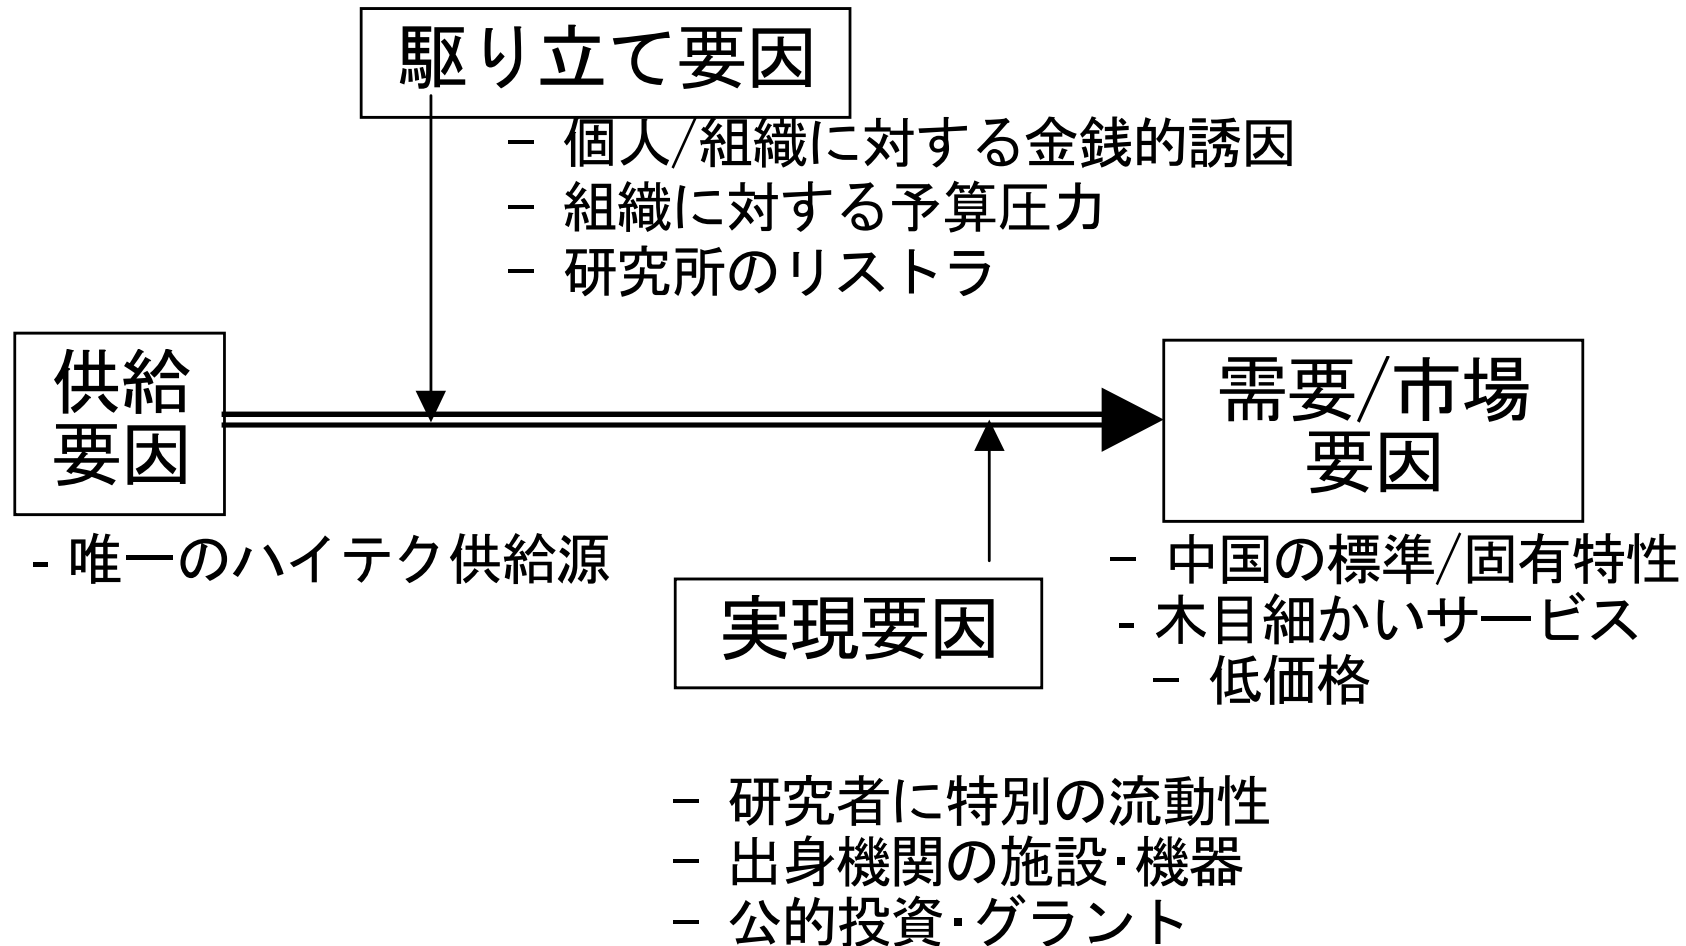 駆り立て要因
− 個人/組織に対する金銭的誘因
− 組織に対する予算圧力
− 研究所のリストラ
供給
要因
- 唯一のハイテク供給源
需要/市場
要因
− 中国の標準/固有特性
- 木目細かいサービス
− 低価格
実現要因
− 研究者に特別の流動性
− 出身機関の施設･機器
− 公的投資･グラント